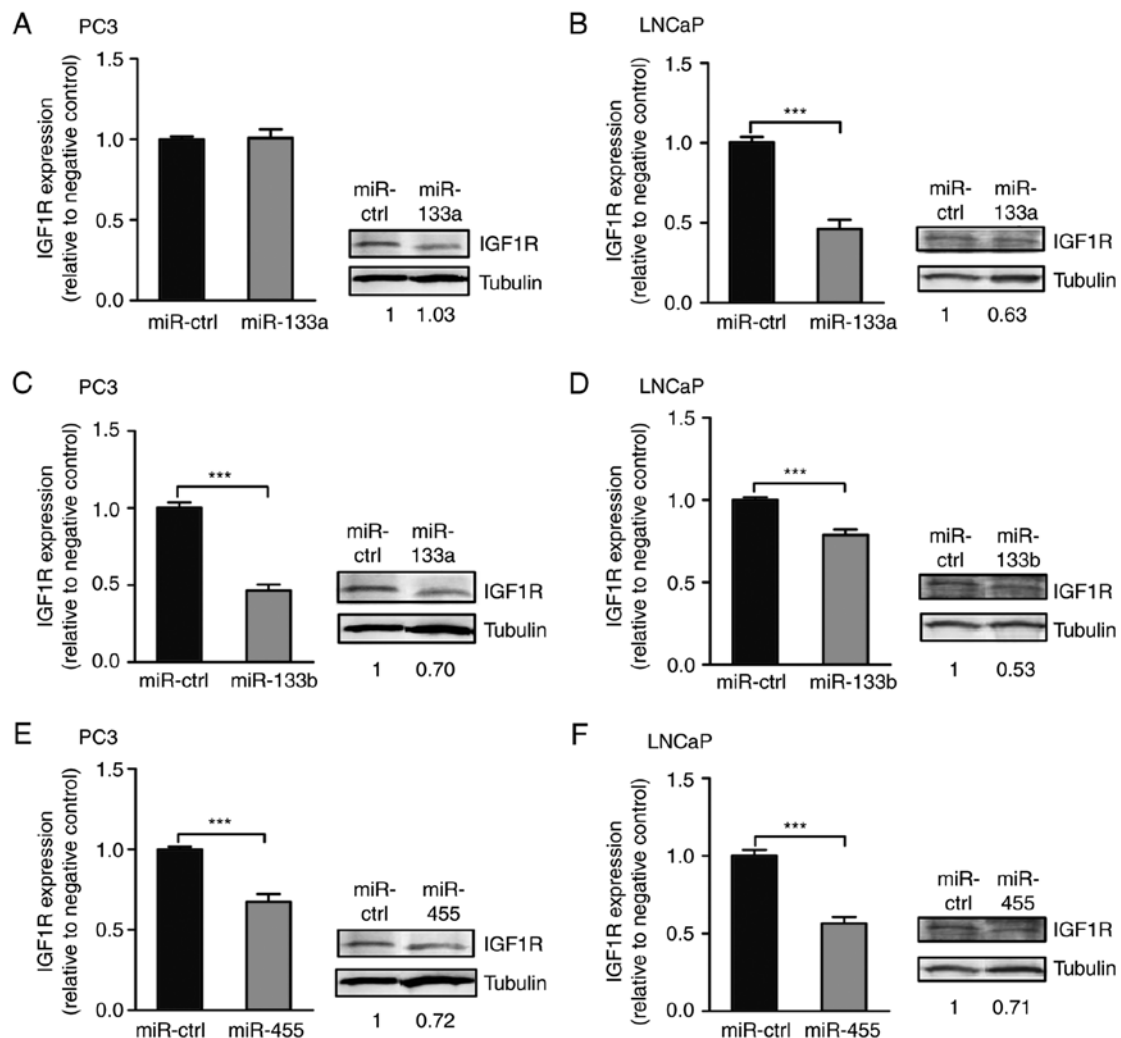 A PC3
IGF1R expression
(relative to negative control)
1.5
1.0
0.5
0.0
miR-ctrl miR-133a
miR- miR-
ctrl 133a
IGF1R
Tubulin
1 1.03
B LNCaP
IGF1R expression
(relative to negative control)
1.5
1.0
0.5
0.0
***
miR-ctrl miR-133a
miR- miR-
ctrl 133a
IGF1R
Tubulin
1 0.63
C PC3
IGF1R expression
(relative to negative control)
1.5
1.0
0.5
0.0
***
miR-ctrl miR-133b
miR- miR-
ctrl 133a
IGF1R
Tubulin
1 0.70
D LNCaP
IGF1R expression
(relative to negative control)
1.5
1.0
0.5
0.0
***
miR-ctrl miR-133b
miR- miR-
ctrl 133b
IGF1R
Tubulin
1 0.53
E PC3
IGF1R expression
(relative to negative control)
1.5
1.0
0.5
0.0
***
miR-ctrl miR-455
miR- miR-
ctrl 455
IGF1R
Tubulin
1 0.72
F LNCaP
IGF1R expression
(relative to negative control)
1.5
1.0
0.5
0.0
***
miR-ctrl miR-455
miR- miR-
ctrl 455
IGF1R
Tubulin
1 0.71